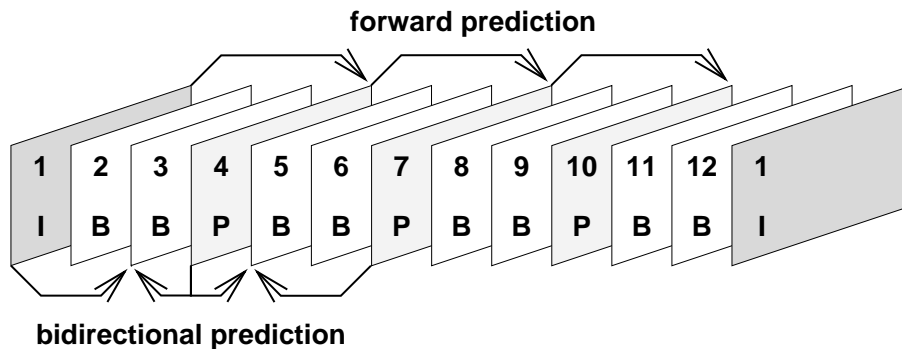 forward prediction
1 2 3 4 5 6 7 8 9 10 11 12 1
I B B P B B P B B P B B I
bidirectional prediction